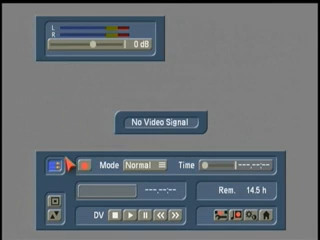 L
R
0 dB
No Video Signal
Mode Normal Time ---,--:--
---,--:-- Rem. 14.5 h
DV